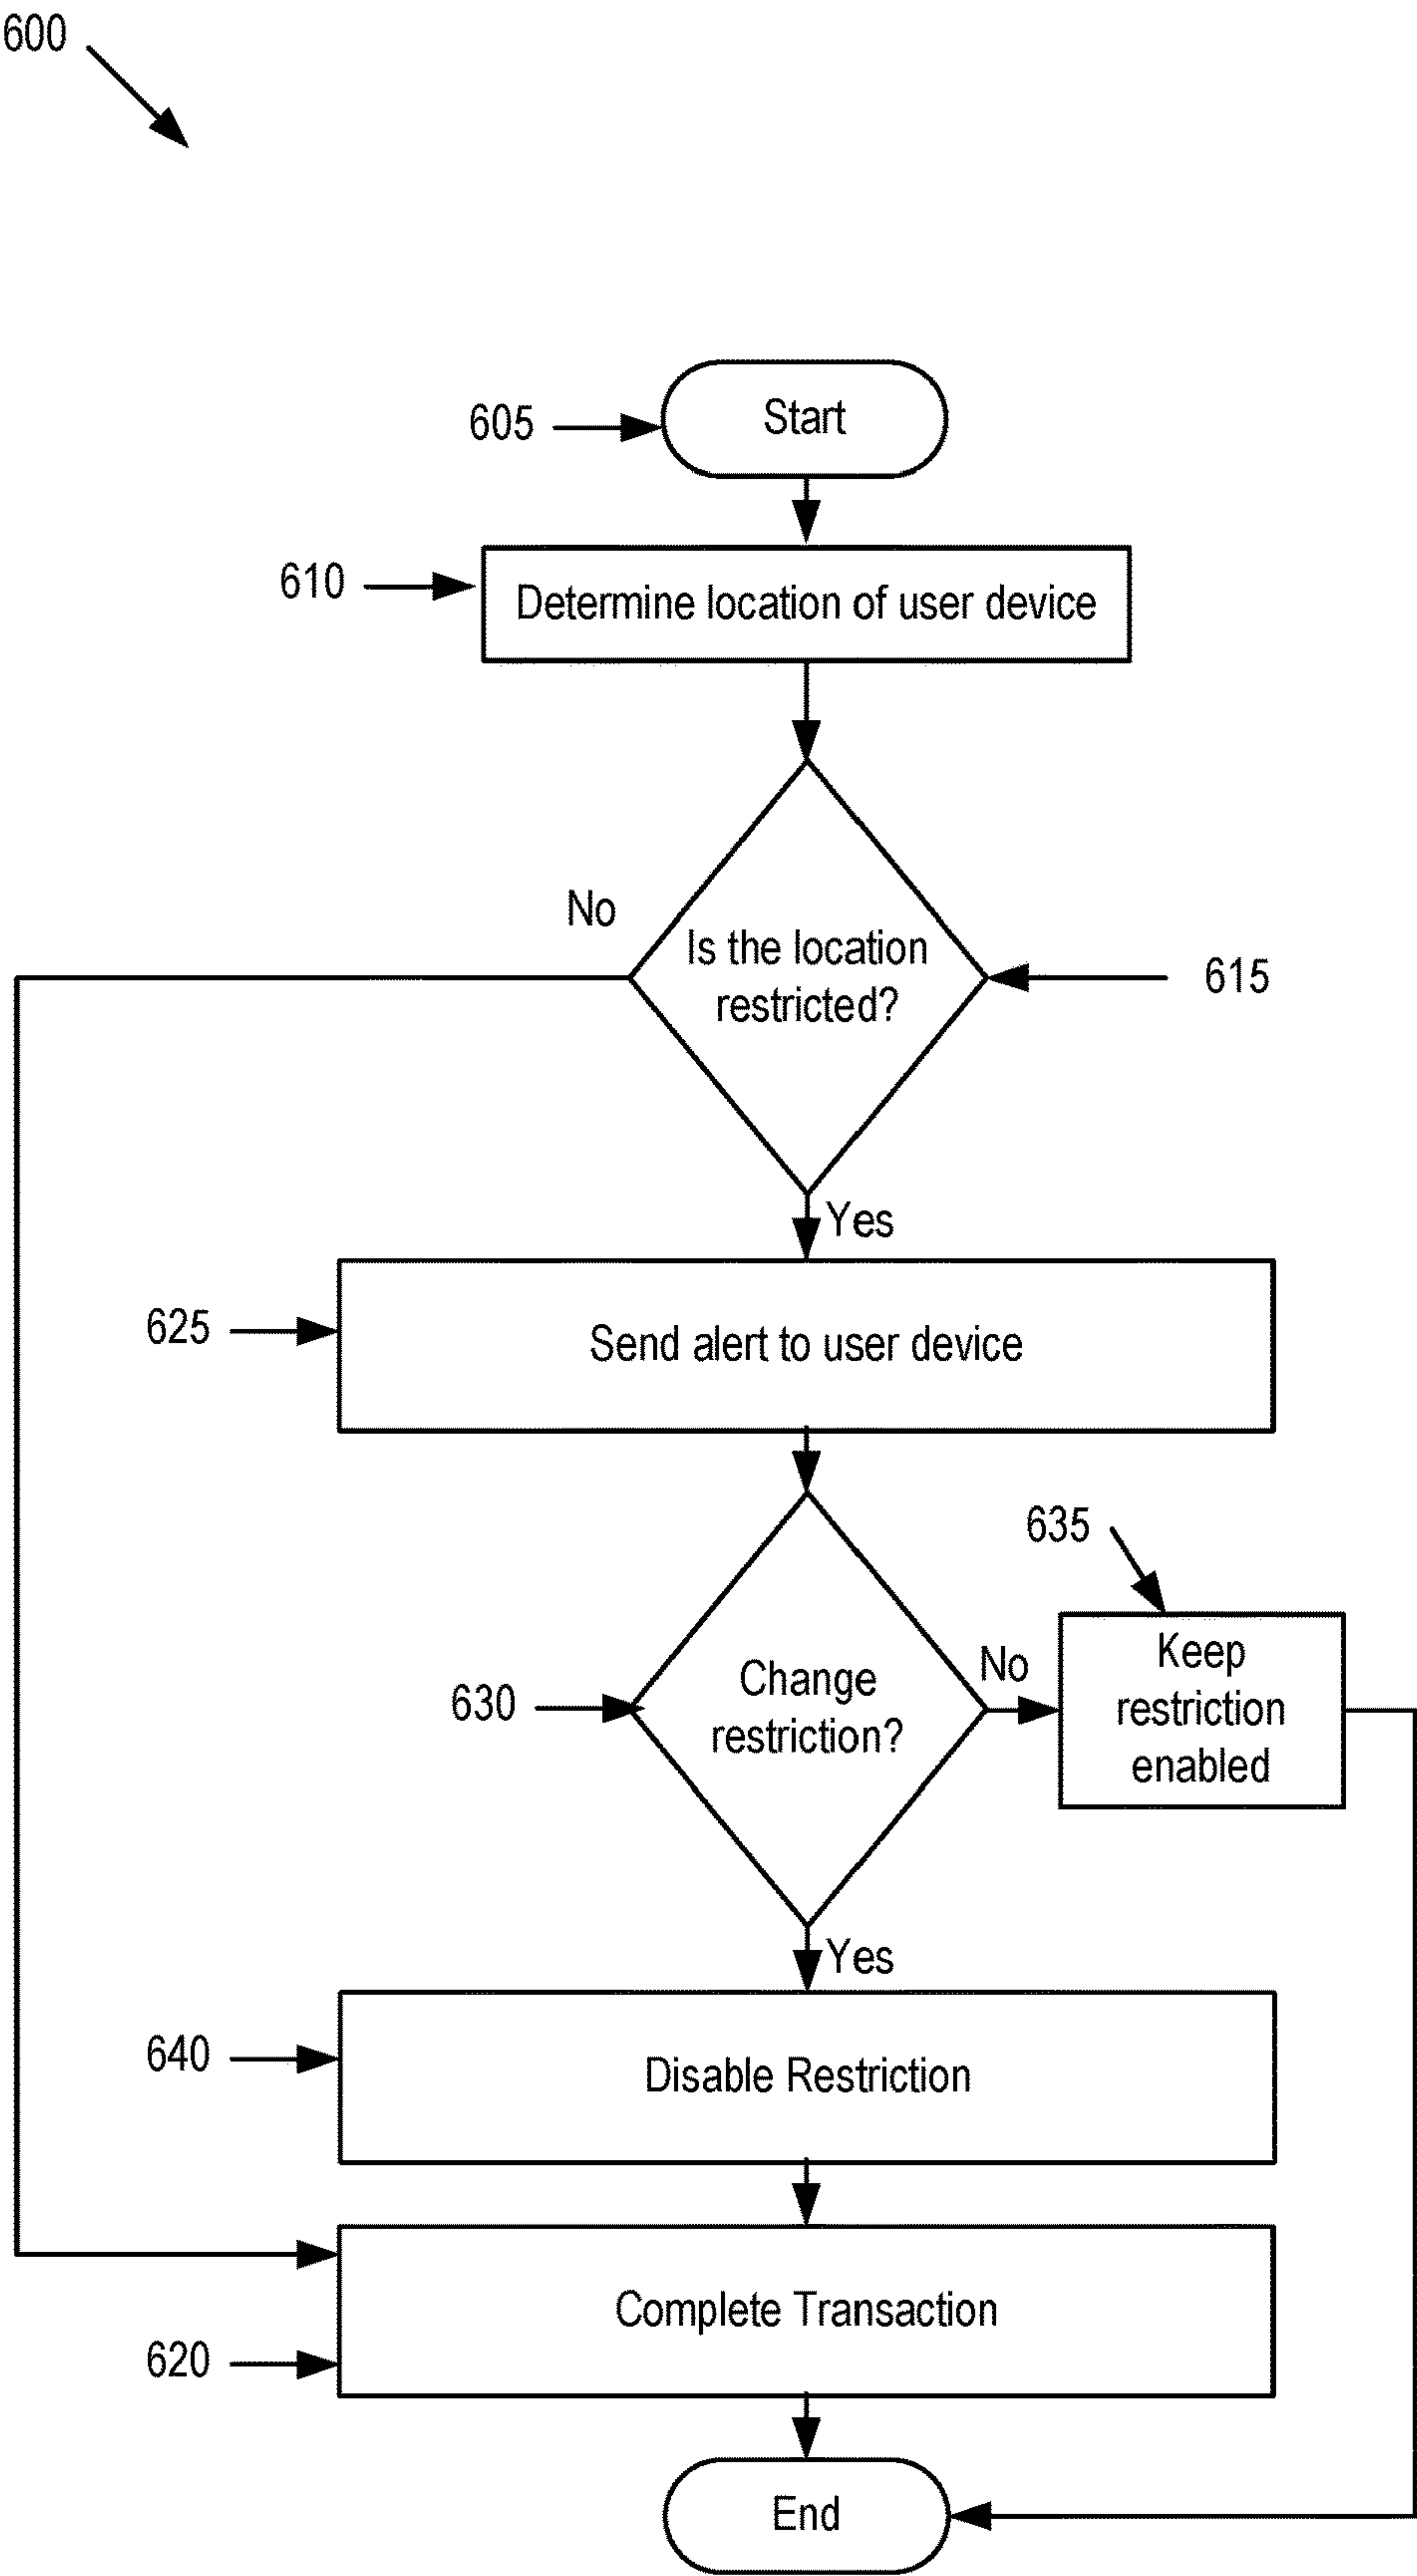 600
605
Start
610
Determine location of user device
No
Is the location
restricted?
615
Yes
625
Send alert to user device
635
630
Change
restriction?
No
Keep
restriction
enabled
Yes
640
Disable Restriction
Complete Transaction
620
End